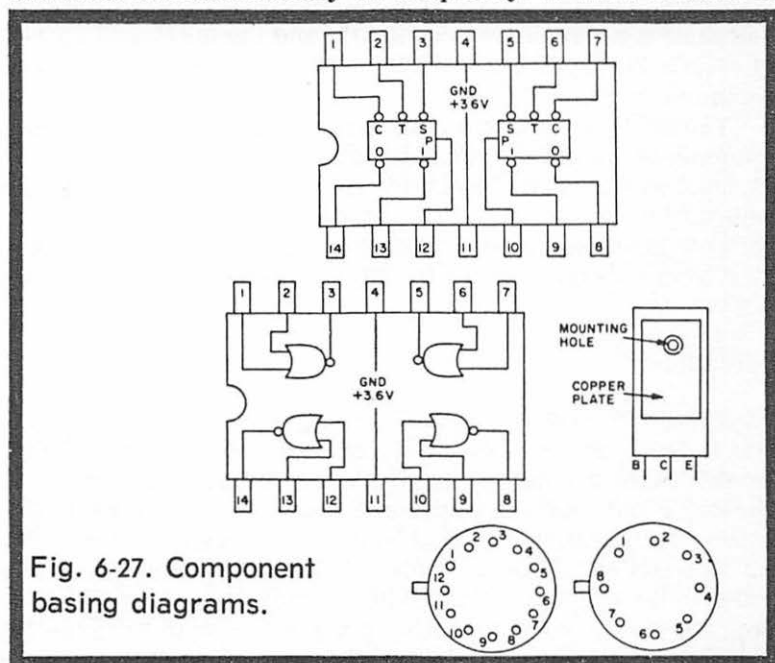 1 2 3 4 5 6 7
GND
+3.6V
C T S S T C
P P
O 1 1 O
14 13 12 11 10 9 8
1 2 3 4 5 6 7
GND
+3.6V
14 13 12 11 10 9 8
MOUNTING
HOLE
COPPER
PLATE
B C E
Fig. 6-27. Component
basing diagrams.
1 2 3 4 5 6 7 8 9 10 11 12
1 2 3 4 5 6 7 8